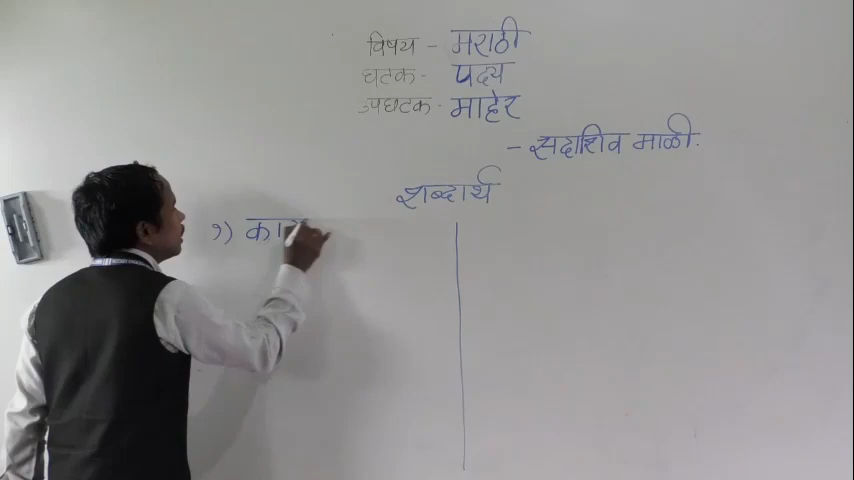 विषय - मराठी
घटक - पद्य
उपघटक - माहेर
- सदाशिव माळी.
शब्दार्थ
१) का